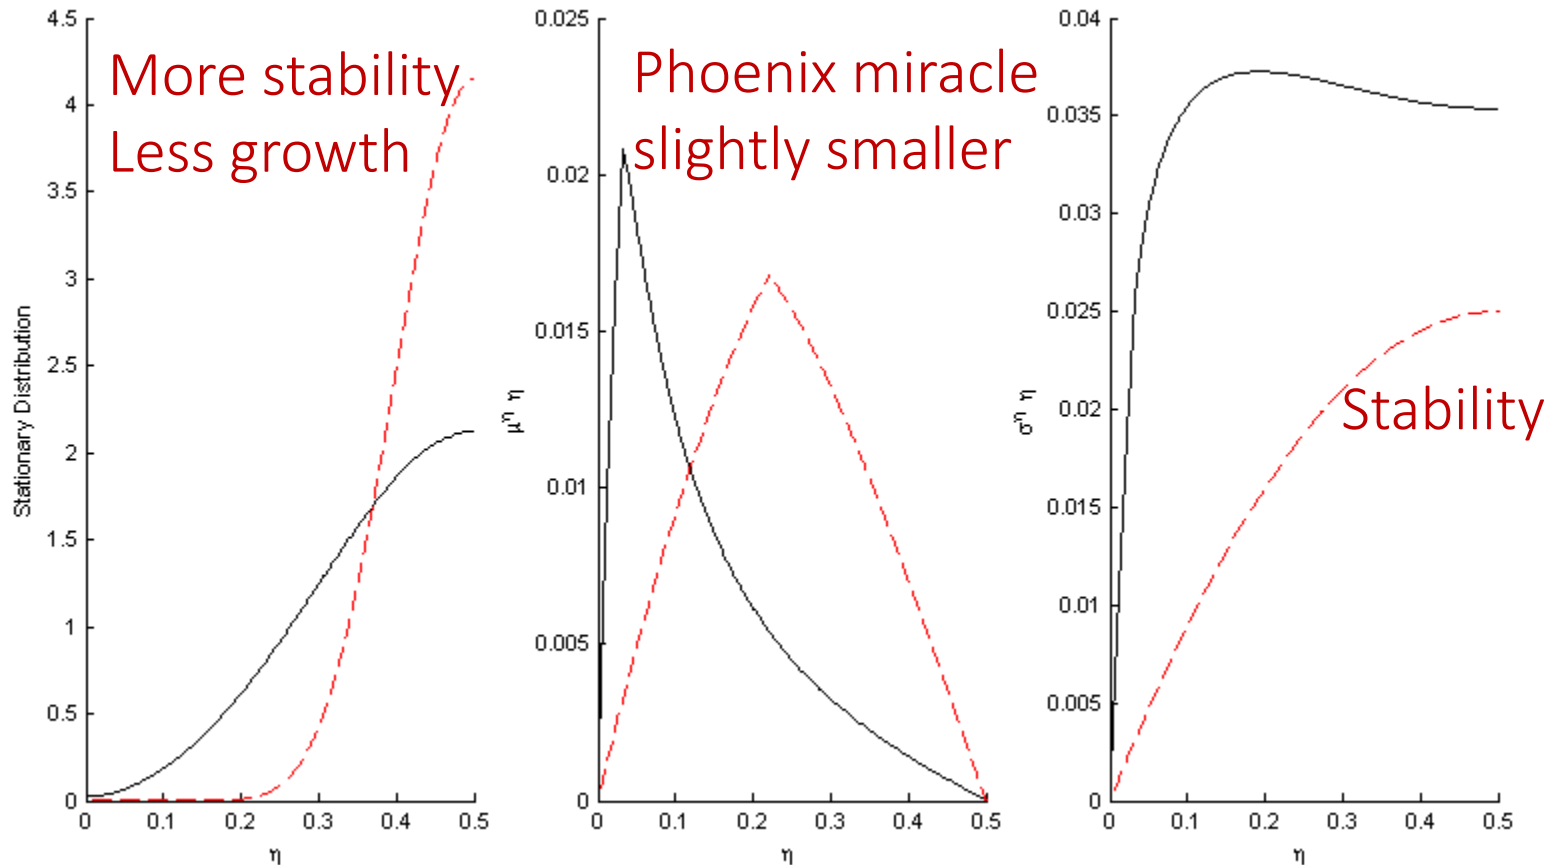 More stability
Less growth
Stationary Distribution
4.5
4
3.5
3
2.5
2
1.5
1
0.5
0
0 0.1 0.2 0.3 0.4 0.5
η
Phoenix miracle
slightly smaller
μ^η η
0.025
0.02
0.015
0.01
0.005
0
0 0.1 0.2 0.3 0.4 0.5
η
Stability
σ^η η
0.04
0.035
0.03
0.025
0.02
0.015
0.01
0.005
0
0 0.1 0.2 0.3 0.4 0.5
η